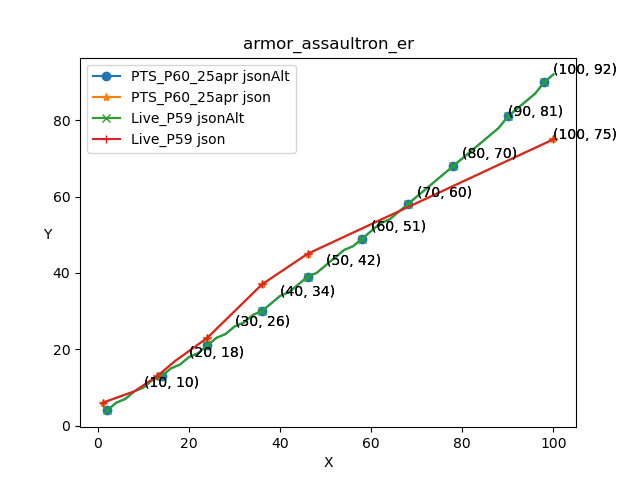 armor_assaultron_er
PTS_P60_25apr jsonAlt
PTS_P60_25apr json
Live_P59 jsonAlt
Live_P59 json
(100, 92)
(90, 81)
(100, 75)
(80, 70)
(70, 60)
(60, 51)
(50, 42)
(40, 34)
(30, 26)
(20, 18)
(10, 10)
Y
80
60
40
20
0
0 20 40 60 80 100
X